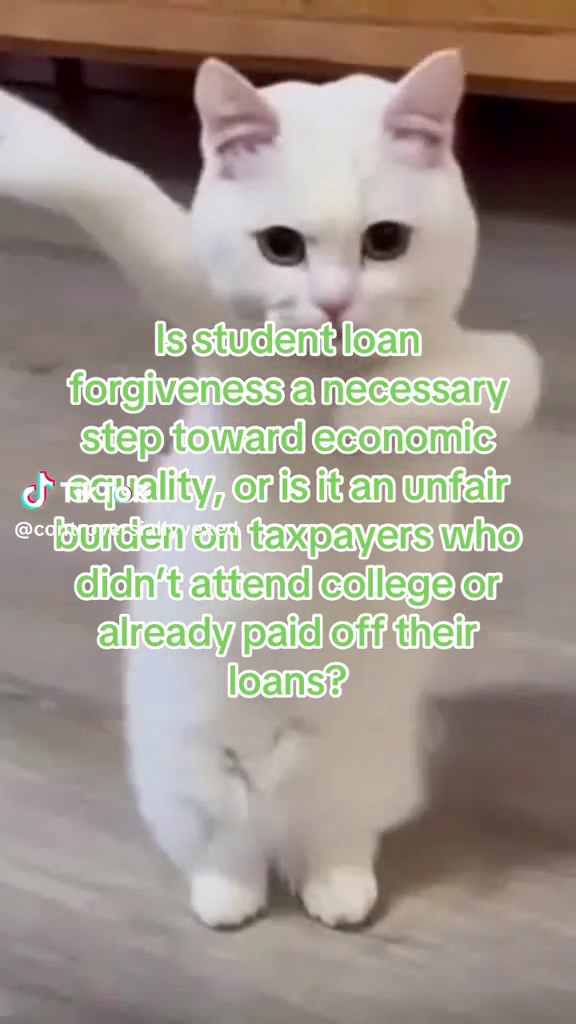 Is student loan
forgiveness a necessary
step toward economic
equality, or is it an unfair
TikTok
@controversiallyvexed
burden on taxpayers who
didn't attend college or
already paid off their
loans?